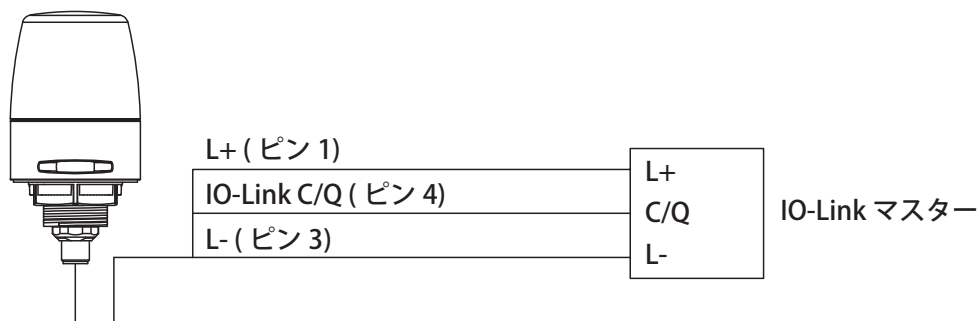 L+ ( ピン 1)
IO-Link C/Q ( ピン 4)
L- ( ピン 3)
L+
C/Q
L-
IO-Link マスター